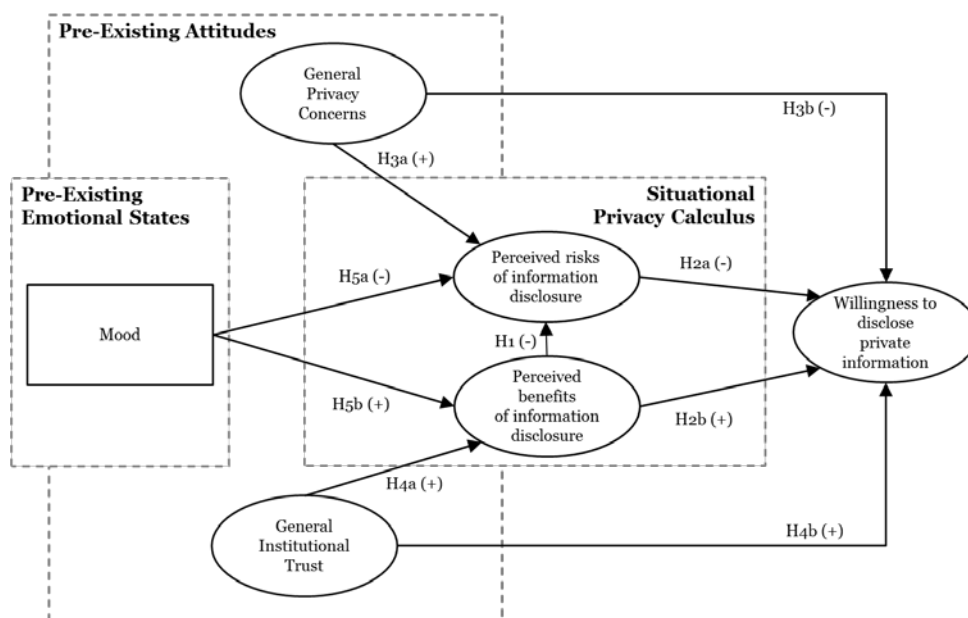 Pre-Existing Attitudes
General
Privacy
Concerns
H3b (-)
H3a (+)
Pre-Existing
Emotional States
Situational
Privacy Calculus
Perceived risks
of information
disclosure
H5a (-)
H2a (-)
Mood
Willingness to
disclose
private
information
H1 (-)
Perceived
benefits
of information
disclosure
H5b (+)
H2b (+)
H4a (+)
General
Institutional
Trust
H4b (+)